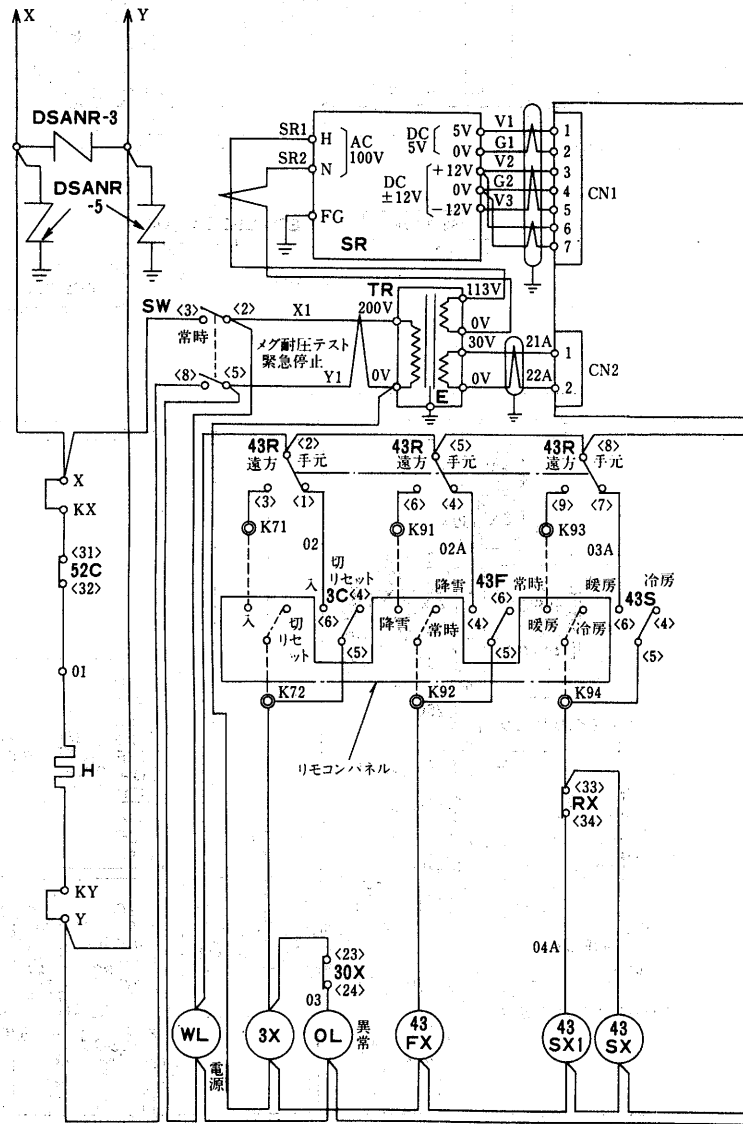 X Y
DSANR-3
DSANR
-5
SR1 H
SR2 N
AC
100V
FG
SR
DC
5V
5V V1 1
0V G1 2
DC
±12V
+12V V2 3
0V G2 4
-12V V3 5
6
7
CN1
TR
200V
0V
113V
0V
30V 21A 1
0V 22A 2
CN2
E
SW <3> <2> X1
常時
メグ耐圧テスト
緊急停止
<8> <5> Y1
X
KX
<31>
52C
<32>
01
H
KY
Y
43R <2>
遠方 手元
<3> <1>
43R <5>
遠方 手元
<6> <4>
43R <8>
遠方 手元
<9> <7>
K71 K91 K93
02 02A 03A
切
リセット
入 3C <4>
<6>
<5>
降雪 43F 常時
<6>
<4>
<5>
暖房 43S 冷房
<6> <4>
<5>
入 切
リセット
降雪 常時
暖房 冷房
K72 K92 K94
リモコンパネル
<33>
RX
<34>
04A
<23>
30X
<24>
03
WL
電源
3X
OL
異常
43
FX
43
SX1
43
SX